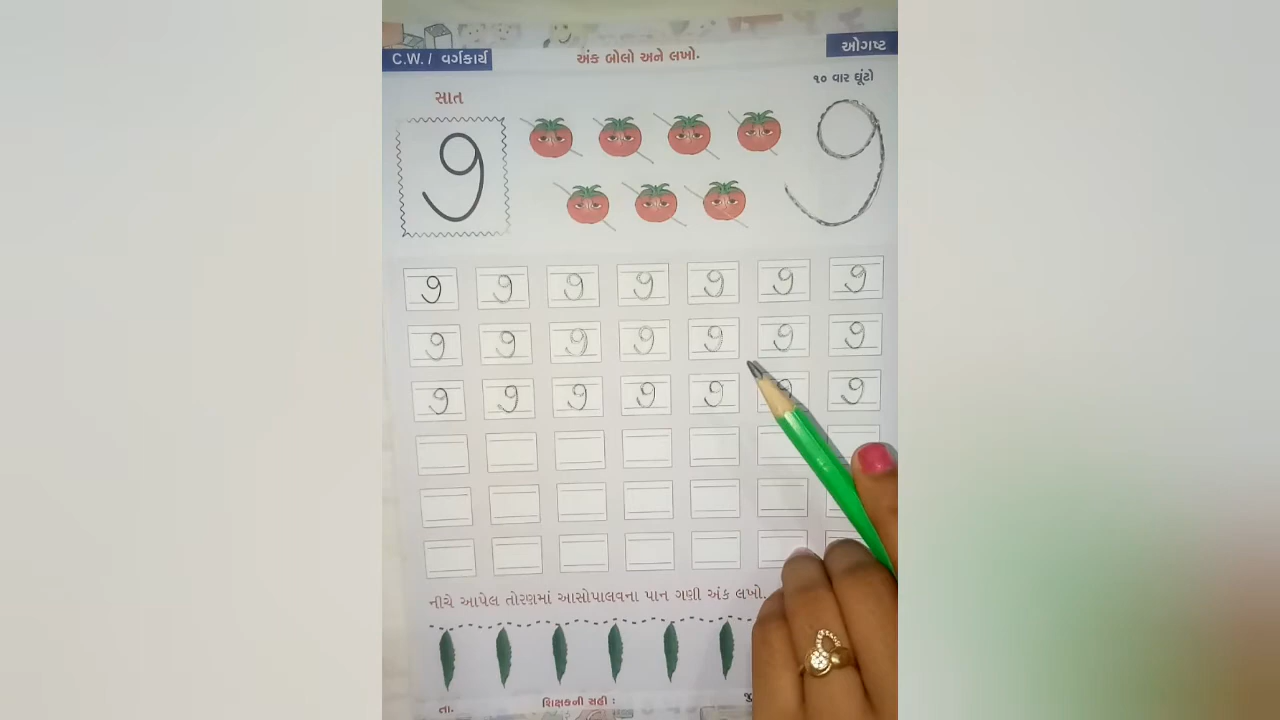 C.W. / વર્ગકાર્ય
અંક બોલો અને લખો.
ઓગષ્ટ
૧૦ વાર ઘૂંટો
સાત
૭ ૭
૭ ૭ ૭ ૭ ૭ ૭ ૭
૭ ૭ ૭ ૭ ૭ ૭ ૭
૭ ૭ ૭ ૭ ૭ ૭ ૭
નીચે આપેલ તોરણમાં આસોપાલવના પાન ગણી અંક લખો.
તા.
શિક્ષકની સહી :